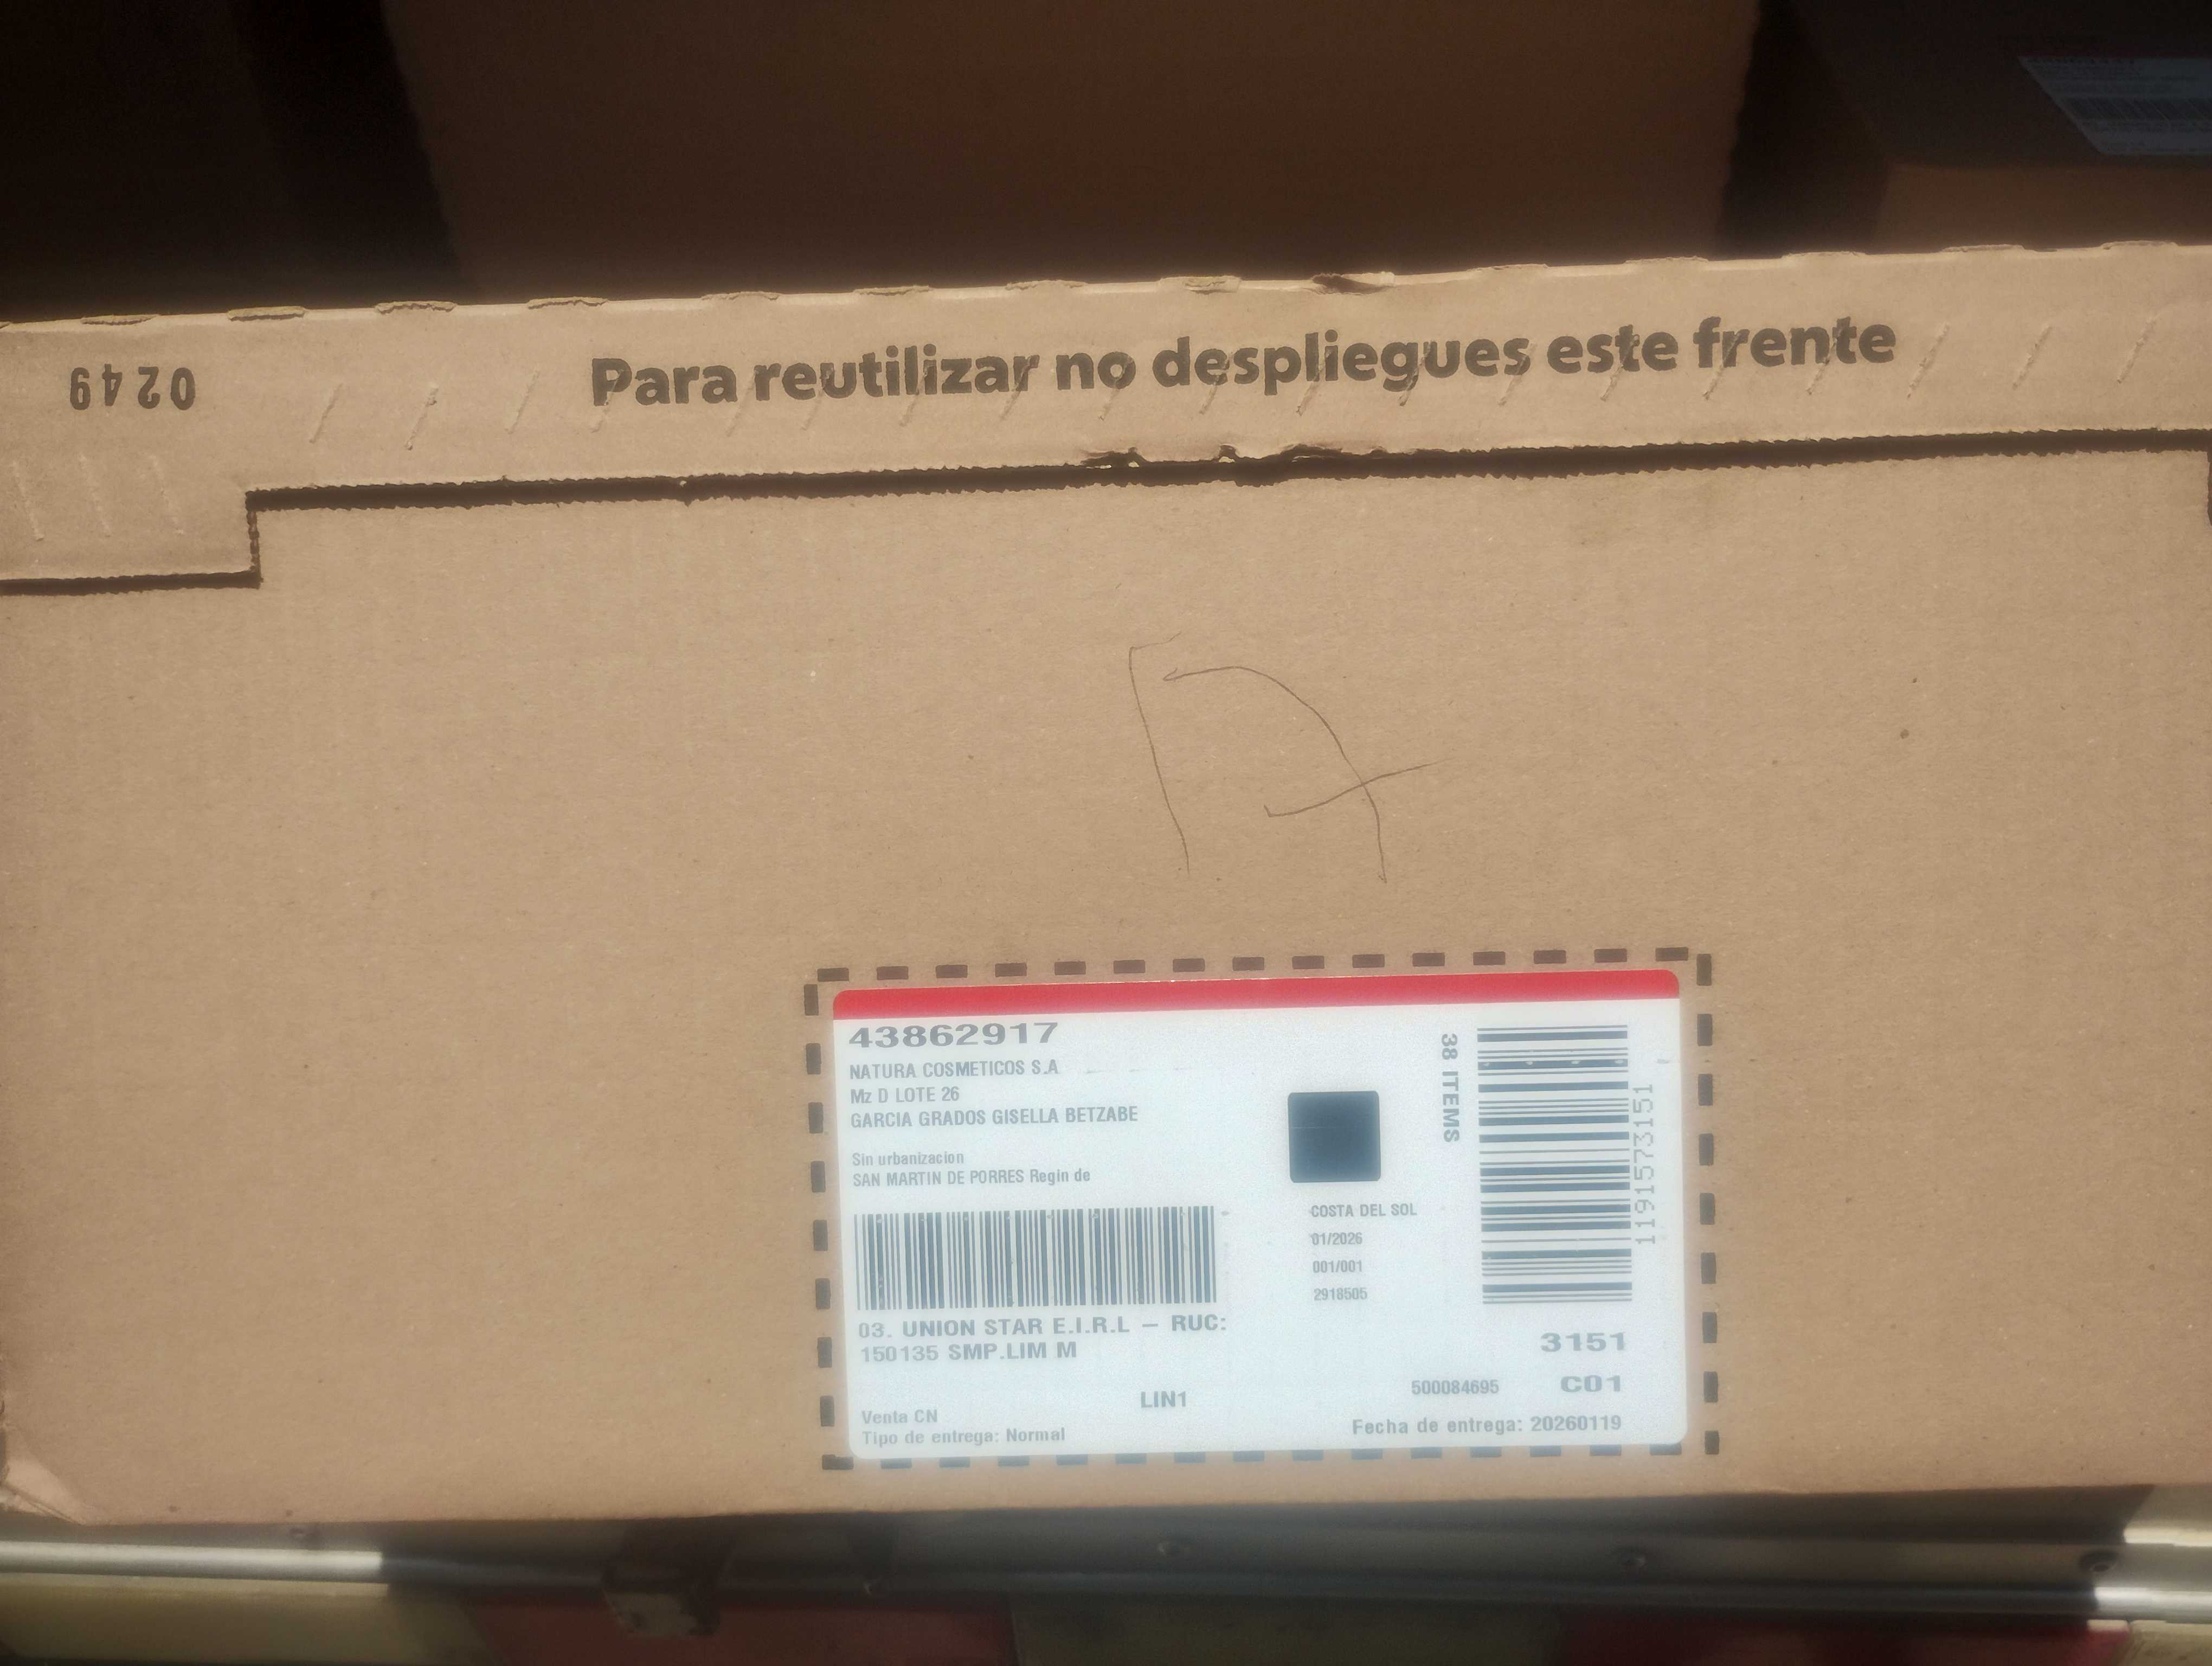 0249
Para reutilizar no despliegues este frente
43862917
NATURA COSMETICOS S.A
Mz D LOTE 26
GARCIA GRADOS GISELLA BETZABE
Sin urbanizacion
SAN MARTIN DE PORRES Regin de
03. UNION STAR E.I.R.L – RUC:
150135 SMP.LIM M
LIN1
Venta CN
Tipo de entrega: Normal
COSTA DEL SOL
01/2026
001/001
2918505
38 ITEMS
1191573151
3151
500084695 C01
Fecha de entrega: 20260119